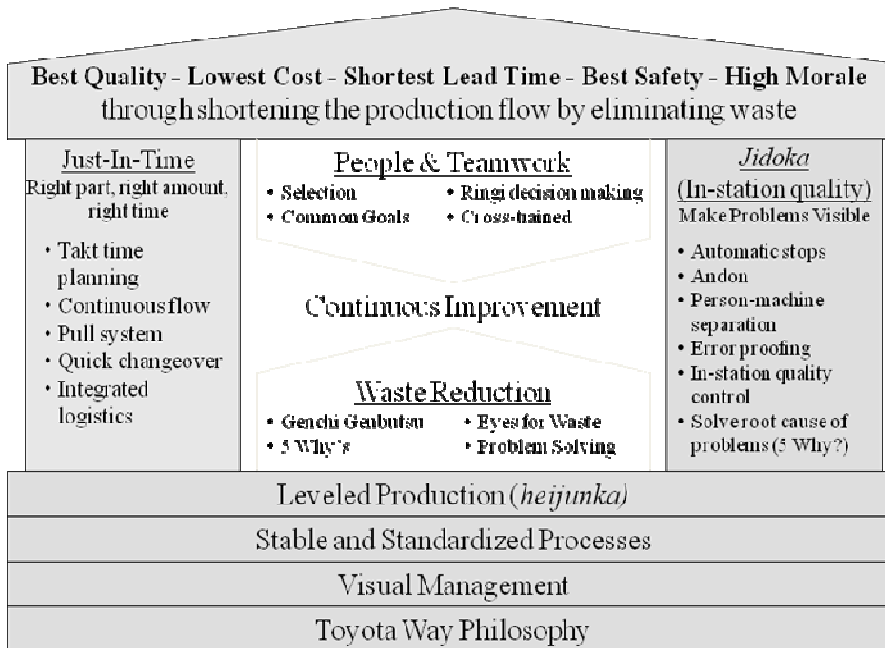 Best Quality - Lowest Cost - Shortest Lead Time - Best Safety - High Morale
through shortening the production flow by eliminating waste
Just-In-Time
Right part, right amount,
right time
• Takt time
planning
• Continuous flow
• Pull system
• Quick changeover
• Integrated
logistics
People & Teamwork
• Selection
• Common Goals
• Ringi decision making
• Cross-trained
Continuous Improvement
Waste Reduction
• Genchi Genbutsu
• 5 Why's
• Eyes for Waste
• Problem Solving
Jidoka
(In-station quality)
Make Problems Visible
• Automatic stops
• Andon
• Person-machine
separation
• Error proofing
• In-station quality
control
• Solve root cause of
problems (5 Why?)
Leveled Production (heijunka)
Stable and Standardized Processes
Visual Management
Toyota Way Philosophy